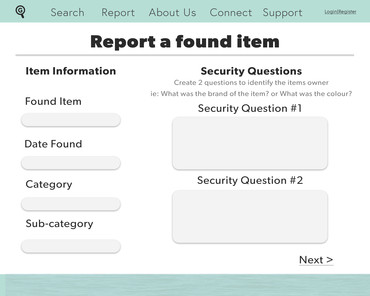 Search Report About Us Connect Support Login|Register
Report a found item
Item Information
Found Item
Date Found
Category
Sub-category
Security Questions
Create 2 questions to identify the items owner
ie: What was the brand of the item? or What was the colour?
Security Question #1
Security Question #2
Next >